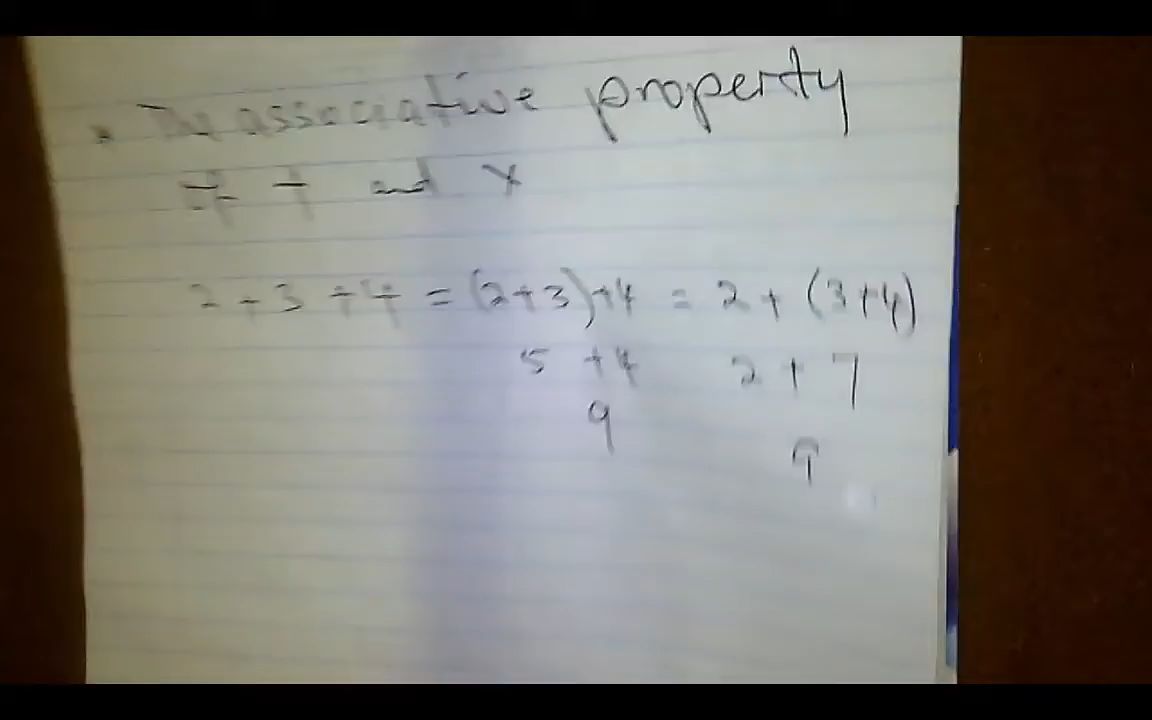 The associative property
of + and x
2 + 3 + 4 = (2+3)+4 = 2 + (3+4)
5 +4 2 + 7
9
9